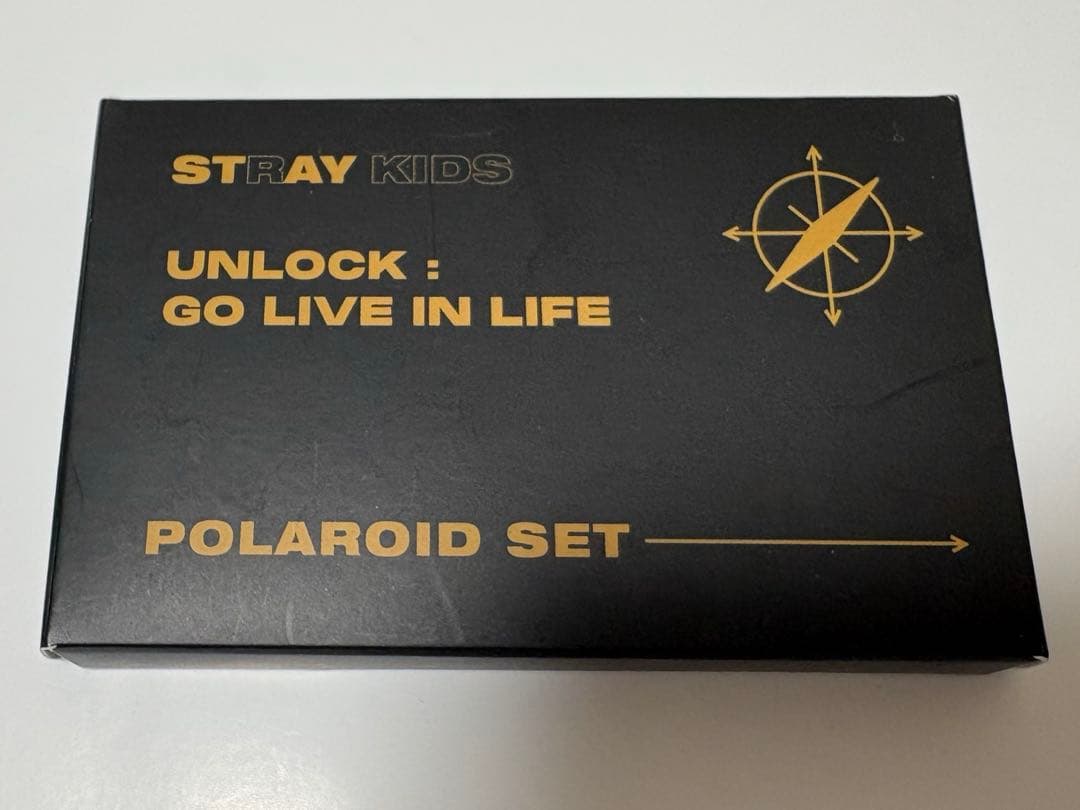 STRAY KIDS
UNLOCK :
GO LIVE IN LIFE
POLAROID SET